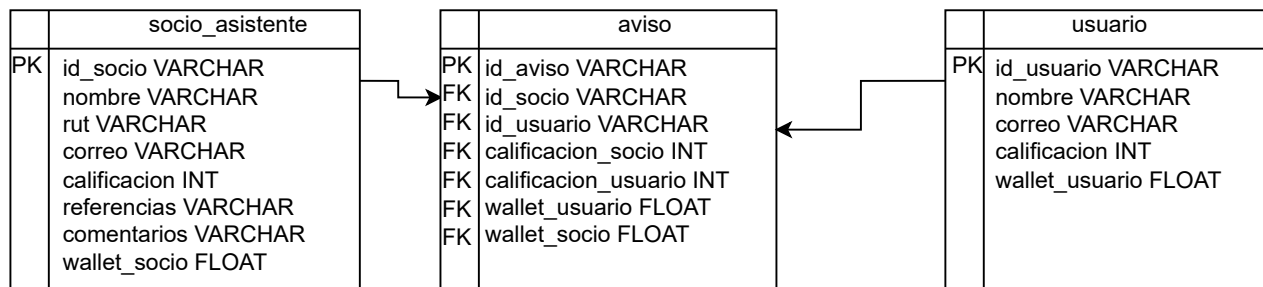 socio_asistente
PK id_socio VARCHAR
nombre VARCHAR
rut VARCHAR
correo VARCHAR
calificacion INT
referencias VARCHAR
comentarios VARCHAR
wallet_socio FLOAT
aviso
PK id_aviso VARCHAR
FK id_socio VARCHAR
FK id_usuario VARCHAR
FK calificacion_socio INT
FK calificacion_usuario INT
FK wallet_usuario FLOAT
FK wallet_socio FLOAT
usuario
PK id_usuario VARCHAR
nombre VARCHAR
correo VARCHAR
calificacion INT
wallet_usuario FLOAT